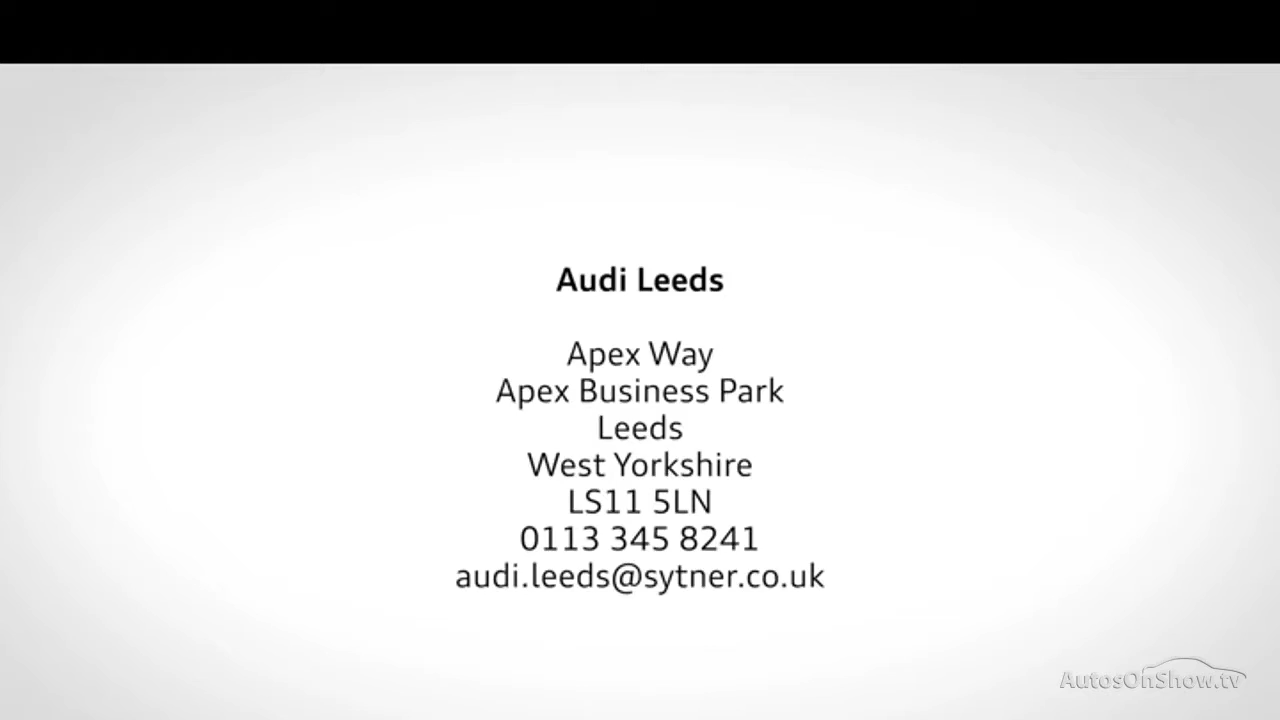 Audi Leeds
Apex Way
Apex Business Park
Leeds
West Yorkshire
LS11 5LN
0113 345 8241
audi.leeds@sytner.co.uk
AutosOnShow.tv